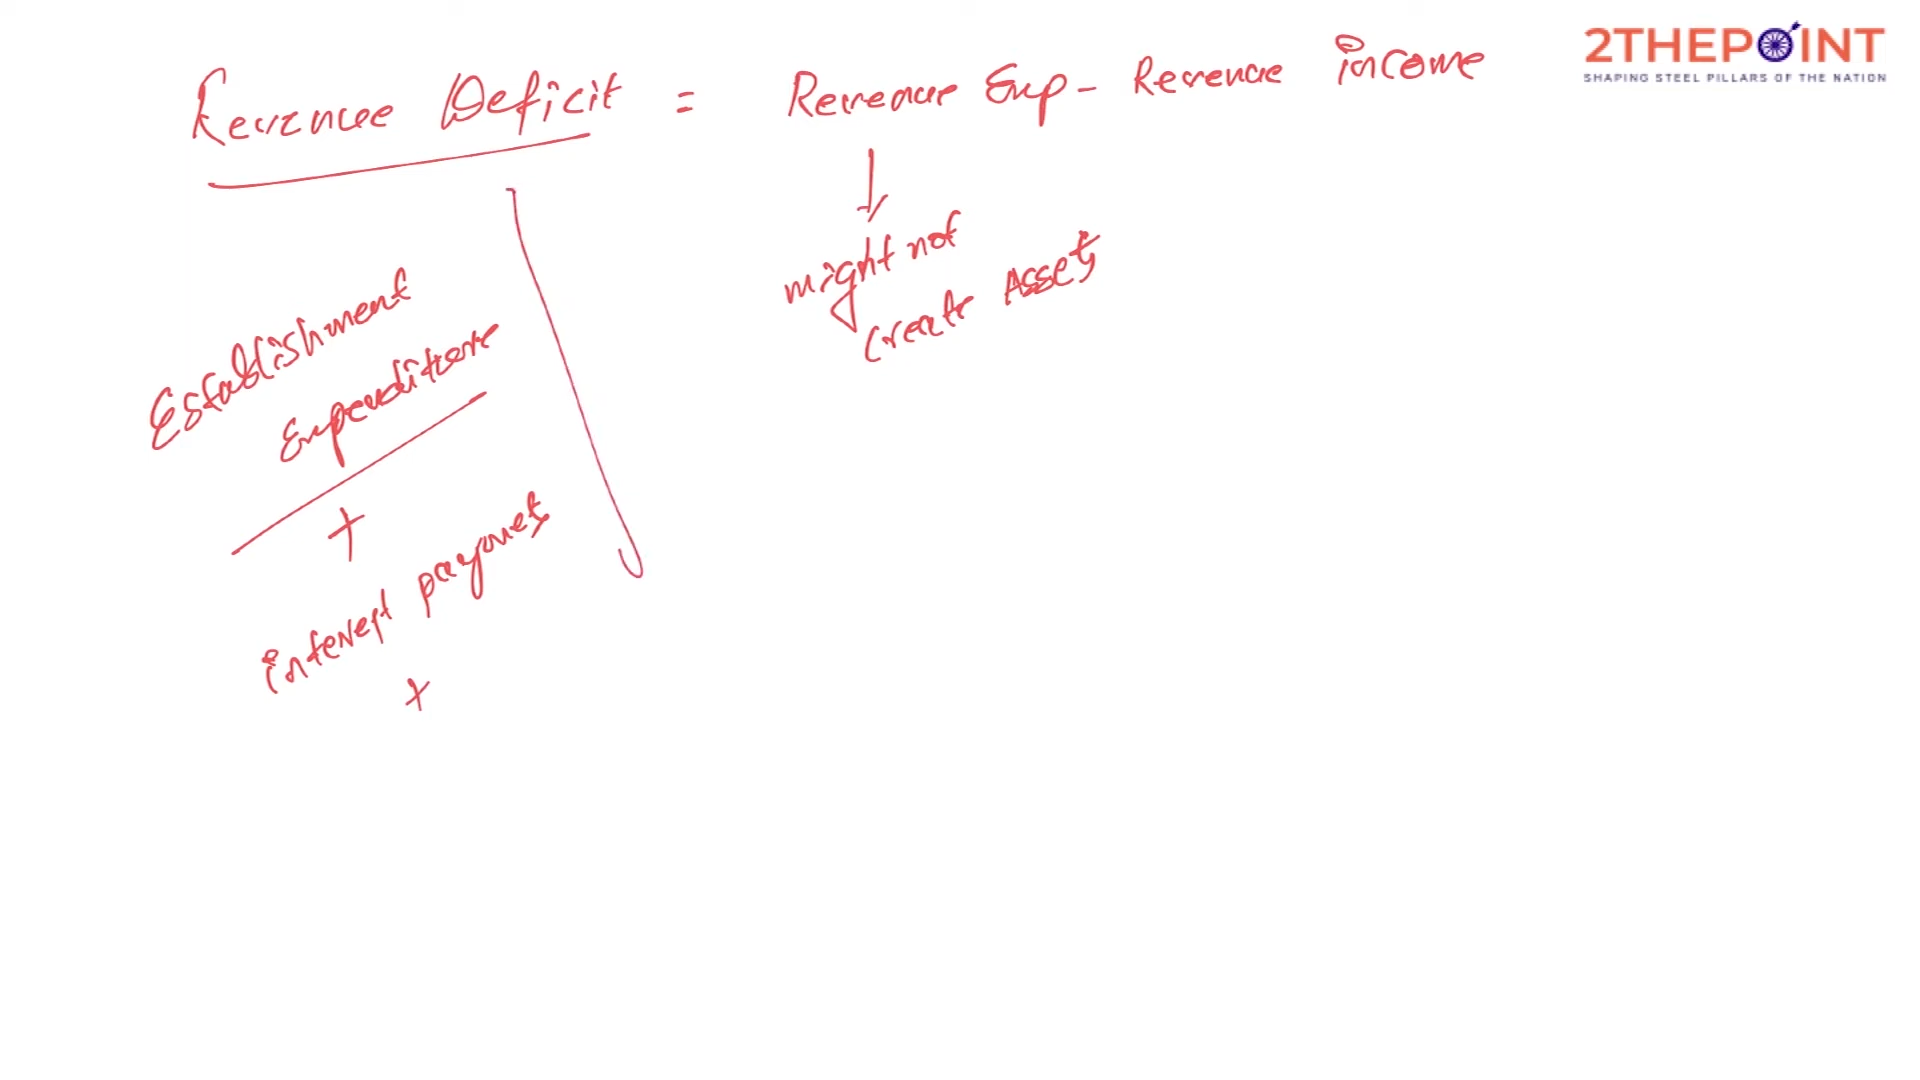 2THEPOINT
SHAPING STEEL PILLARS OF THE NATION
Revenue Deficit = Revenue Exp - Revenue income
might not
create Assets
Establishment
Expenditure
+
interest paymets
+